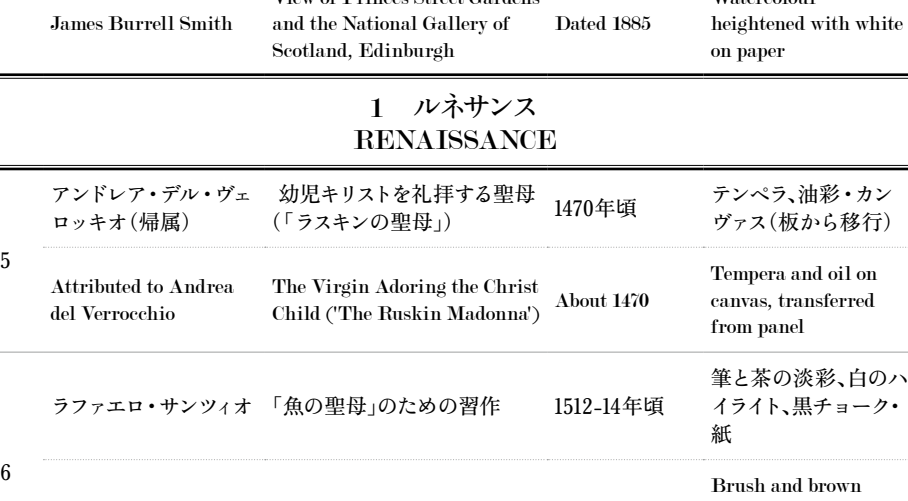 View of Princes Street Gardens
James Burrell Smith
and the National Gallery of
Scotland, Edinburgh
Dated 1885
Watercolour
heightened with white
on paper
1 ルネサンス
RENAISSANCE
5
アンドレア・デル・ヴェ
ロッキオ（帰属）
幼児キリストを礼拝する聖母
（「ラスキンの聖母」）
1470年頃
テンペラ、油彩・カン
ヴァス（板から移行）
Attributed to Andrea
del Verrocchio
The Virgin Adoring the Christ
Child ('The Ruskin Madonna')
About 1470
Tempera and oil on
canvas, transferred
from panel
6
ラファエロ・サンツィオ
「魚の聖母」のための習作
1512-14年頃
筆と茶の淡彩、白のハ
イライト、黒チョーク・
紙
Brush and brown